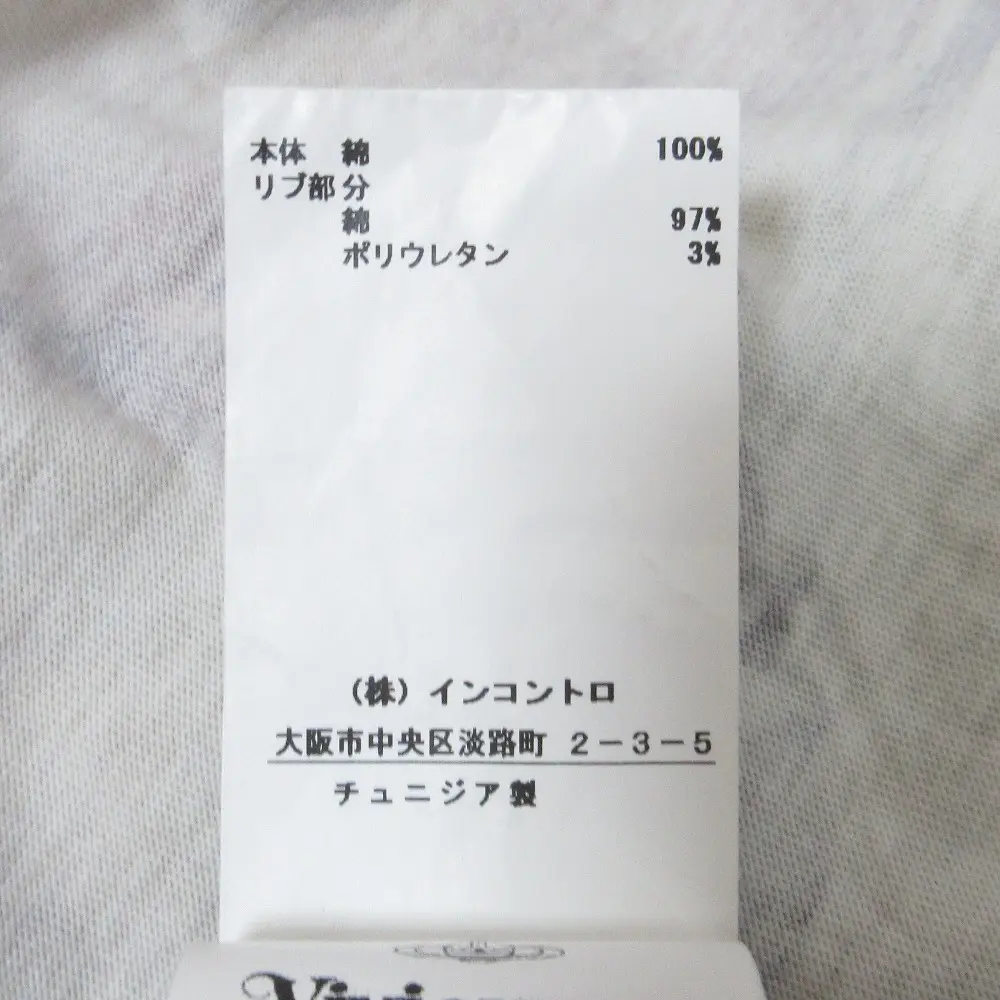 本体 綿 100%
リブ部分
綿 97%
ポリウレタン 3%
(株)インコントロ
大阪市中央区淡路町 2-3-5
チュニジア製